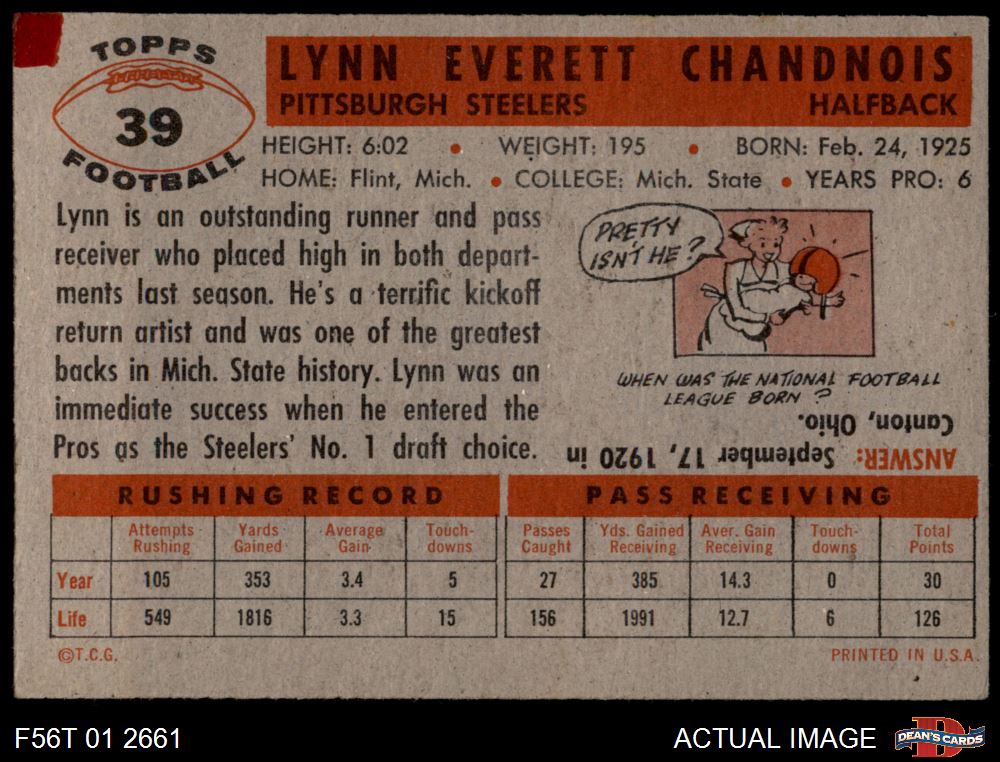 TOPPS
39
FOOTBALL
LYNN EVERETT CHANDNOIS
PITTSBURGH STEELERS HALFBACK
HEIGHT: 6:02 • WEIGHT: 195 • BORN: Feb. 24, 1925
HOME: Flint, Mich. • COLLEGE: Mich. State • YEARS PRO: 6
Lynn is an outstanding runner and pass
receiver who placed high in both depart-
ments last season. He's a terrific kickoff
return artist and was one of the greatest
backs in Mich. State history. Lynn was an
immediate success when he entered the
Pros as the Steelers' No. 1 draft choice.
PRETTY
ISN'T HE?
WHEN WAS THE NATIONAL FOOTBALL
LEAGUE BORN?
ANSWER: September 17, 1920 in
Canton, Ohio.
RUSHING RECORD
Attempts Rushing Yards Gained Average Gain Touch-downs
Year 105 353 3.4 5
Life 549 1816 3.3 15
PASS RECEIVING
Passes Caught Yds. Gained Receiving Aver. Gain Receiving Touch-downs Total Points
27 385 14.3 0 30
156 1991 12.7 6 126
©T.C.G. PRINTED IN U.S.A.
F56T 01 2661 ACTUAL IMAGE DEAN'S CARDS